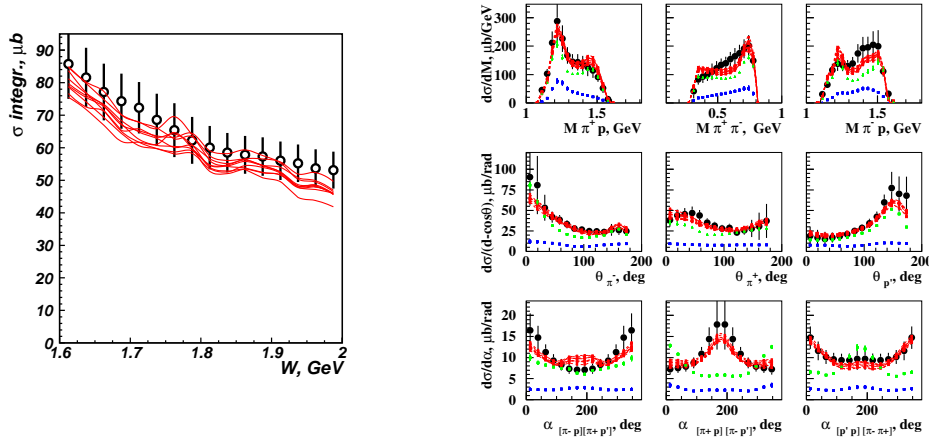 σ integr., μb
90
80
70
60
50
40
30
20
10
0
1.6 1.7 1.8 1.9 2
W, GeV
dσ/dM, μb/GeV
300
200
100
0
1 1.5
M π⁺ p, GeV
0 0.5 1
M π⁺ π⁻, GeV
1 1.5
M π⁻ p, GeV
dσ/(d-cosθ), μb/rad
100
75
50
25
0
0 100 200
θ π⁻, deg
0 100 200
θ π⁺, deg
0 100 200
θ p', deg
dσ/dα, μb/rad
20
15
10
5
0
0 200
α [π- p][π+ p'], deg
0 200
α [π+ p] [π- p'], deg
0 200
α [p' p] [π- π+], deg